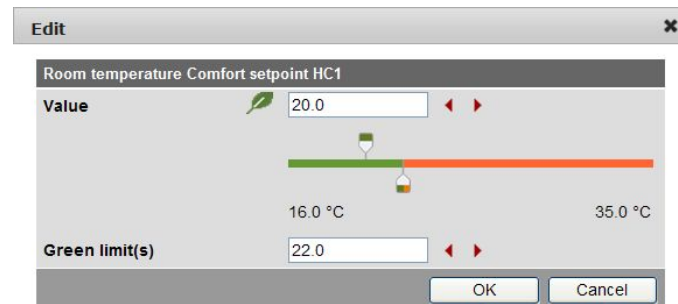 Edit
Room temperature Comfort setpoint HC1
Value 20.0
16.0 °C 35.0 °C
Green limit(s) 22.0
OK Cancel